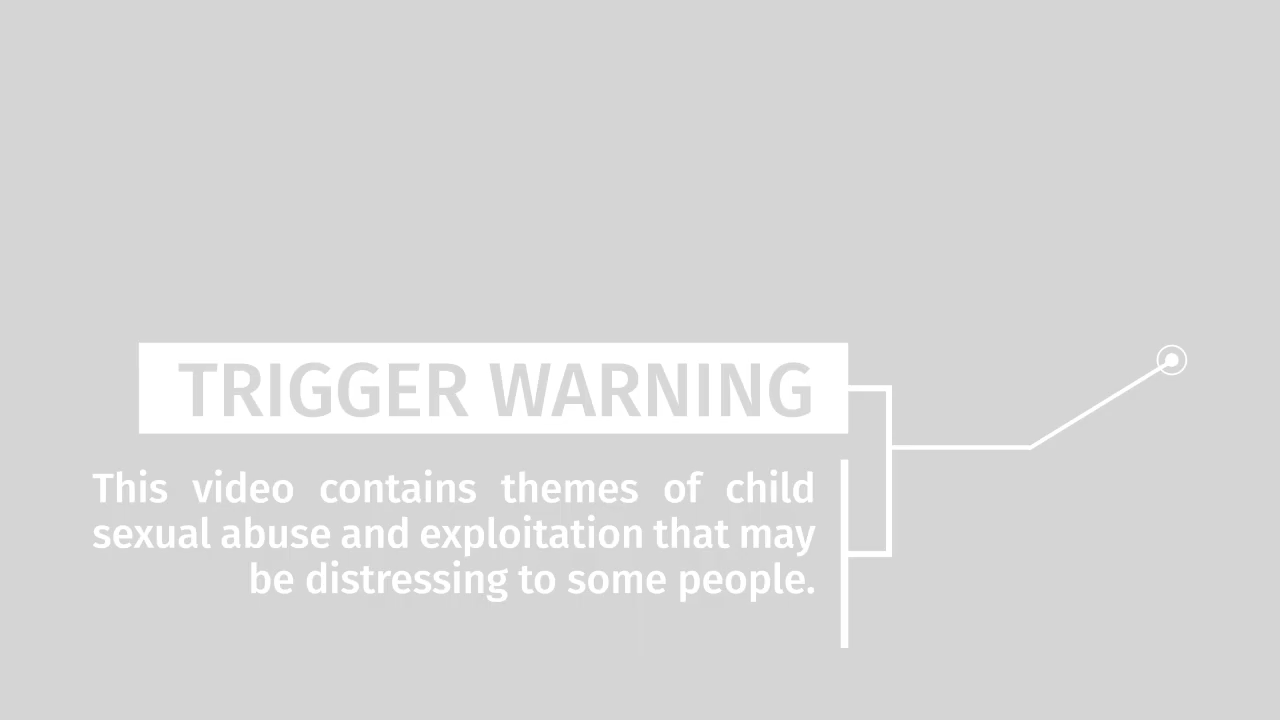 TRIGGER WARNING
This video contains themes of child
sexual abuse and exploitation that may
be distressing to some people.